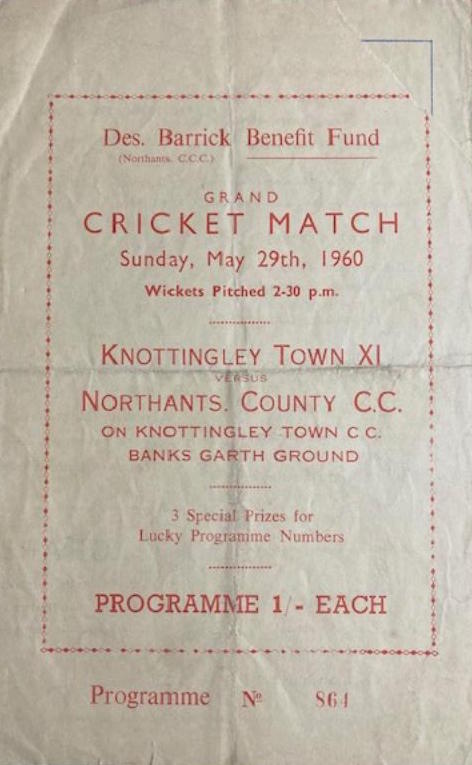 Des. Barrick Benefit Fund
(Northants. C.C.C.)
GRAND
CRICKET MATCH
Sunday, May 29th, 1960
Wickets Pitched 2-30 p.m.
KNOTTINGLEY TOWN XI
VERSUS
NORTHANTS. COUNTY C.C.
ON KNOTTINGLEY TOWN C C.
BANKS GARTH GROUND
3 Special Prizes for
Lucky Programme Numbers
PROGRAMME 1/- EACH
Programme Nº 864